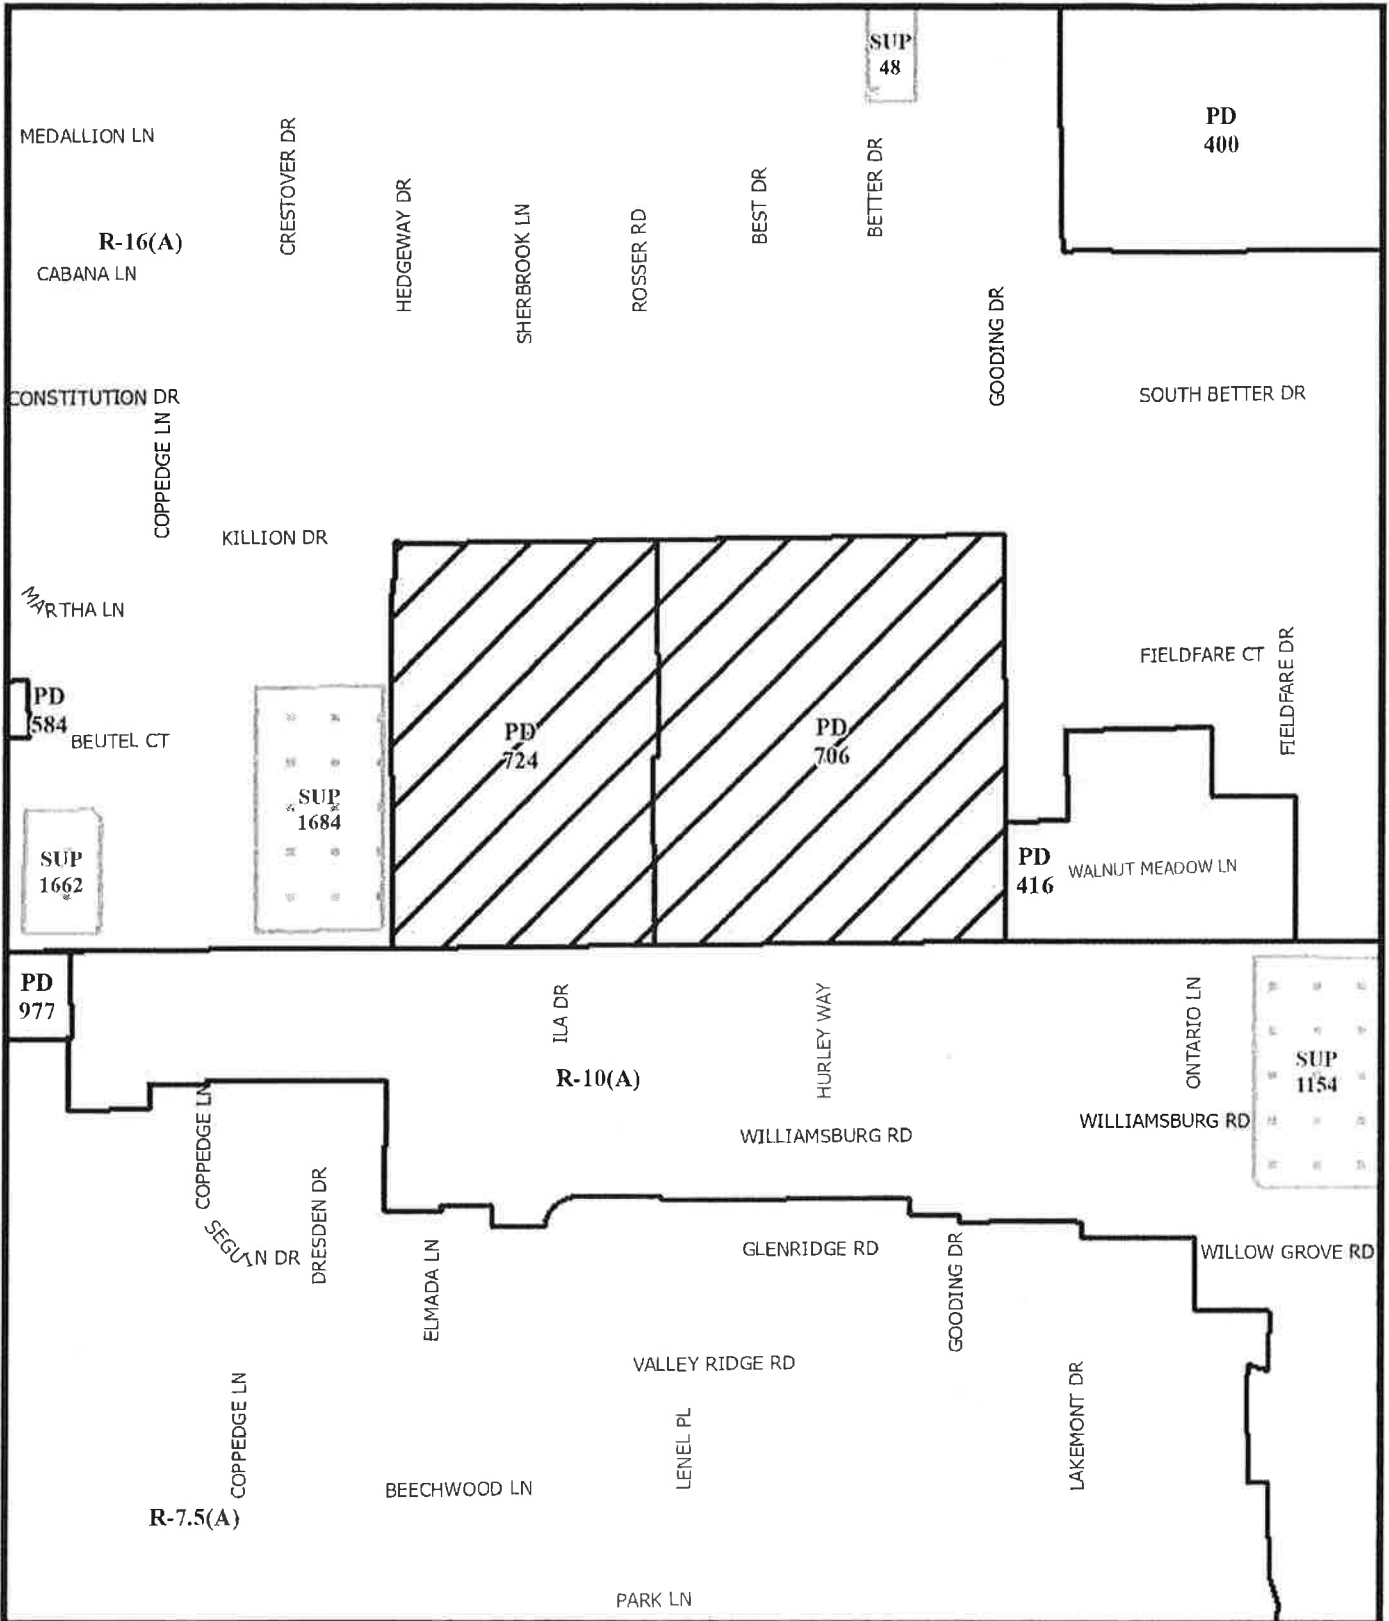 SUP
48
PD
400
MEDALLION LN
CRESTOVER DR
HEDGEWAY DR
SHERBROOK LN
ROSSER RD
BEST DR
BETTER DR
R-16(A)
CABANA LN
GOODING DR
CONSTITUTION DR
SOUTH BETTER DR
COPPEDGE LN
KILLION DR
MARTHA LN
FIELDFARE CT
FIELDFARE DR
PD
584
BEUTEL CT
PD
724
PD
706
SUP
1684
SUP
1662
PD
416
WALNUT MEADOW LN
PD
977
ILA DR
HURLEY WAY
ONTARIO LN
R-10(A)
SUP
1154
COPPEDGE LN
WILLIAMSBURG RD
WILLIAMSBURG RD
SEGUIN DR
DRESDEN DR
ELMADA LN
GLENRIDGE RD
GOODING DR
WILLOW GROVE RD
VALLEY RIDGE RD
COPPEDGE LN
LENEL PL
LAKEMONT DR
BEECHWOOD LN
R-7.5(A)
PARK LN